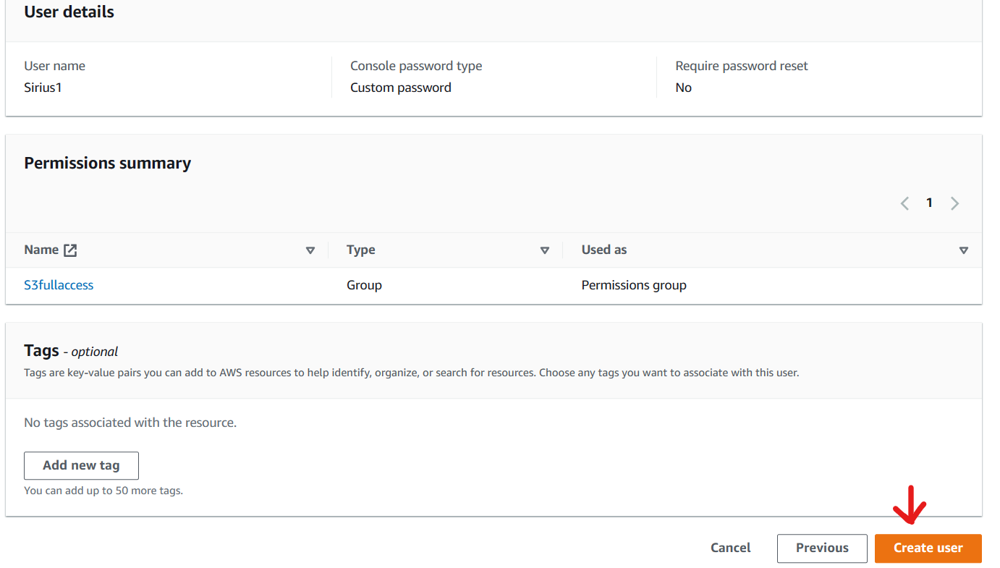 User details
User name
Console password type
Require password reset
Sirius1
Custom password
No
Permissions summary
1
Name
Type
Used as
S3fullaccess
Group
Permissions group
Tags - optional
Tags are key-value pairs you can add to AWS resources to help identify, organize, or search for resources. Choose any tags you want to associate with this user.
No tags associated with the resource.
Add new tag
You can add up to 50 more tags.
Cancel
Previous
Create user